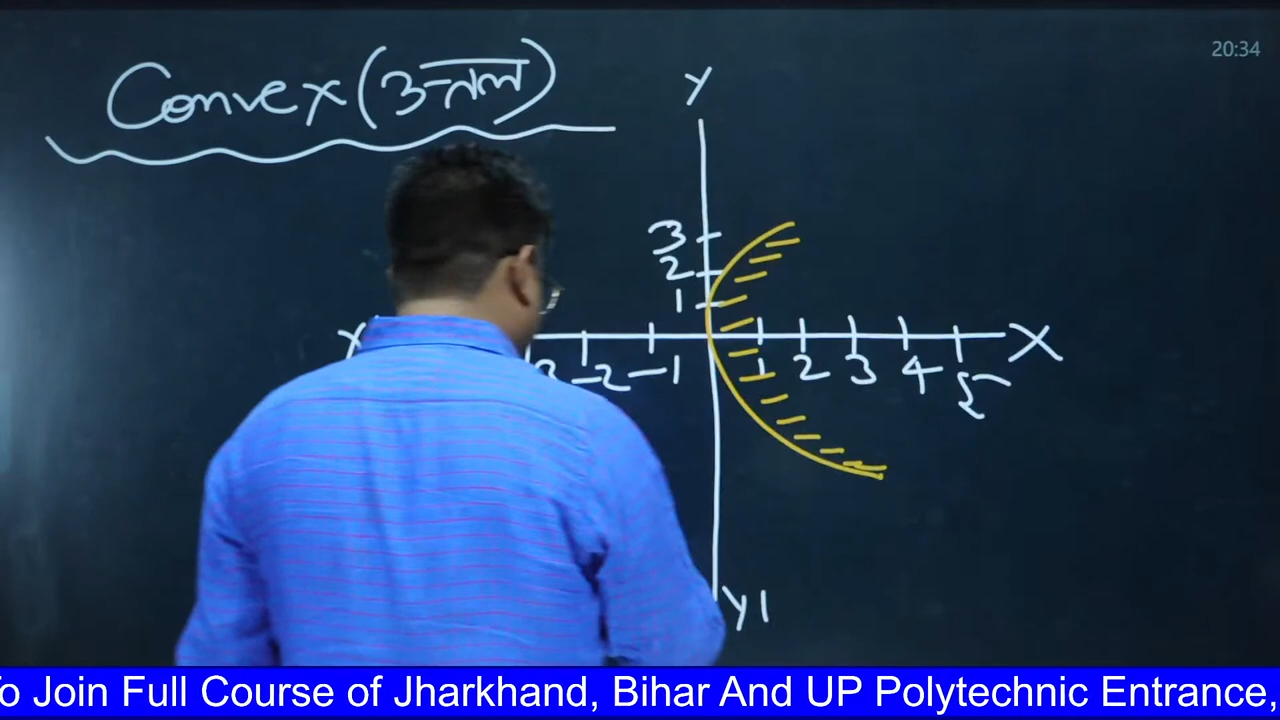 20:34
Convex (उत्तल)
Y
3
2
1
X
X
-2 -1 1 2 3 4 5
Y1
To Join Full Course of Jharkhand, Bihar And UP Polytechnic Entrance,